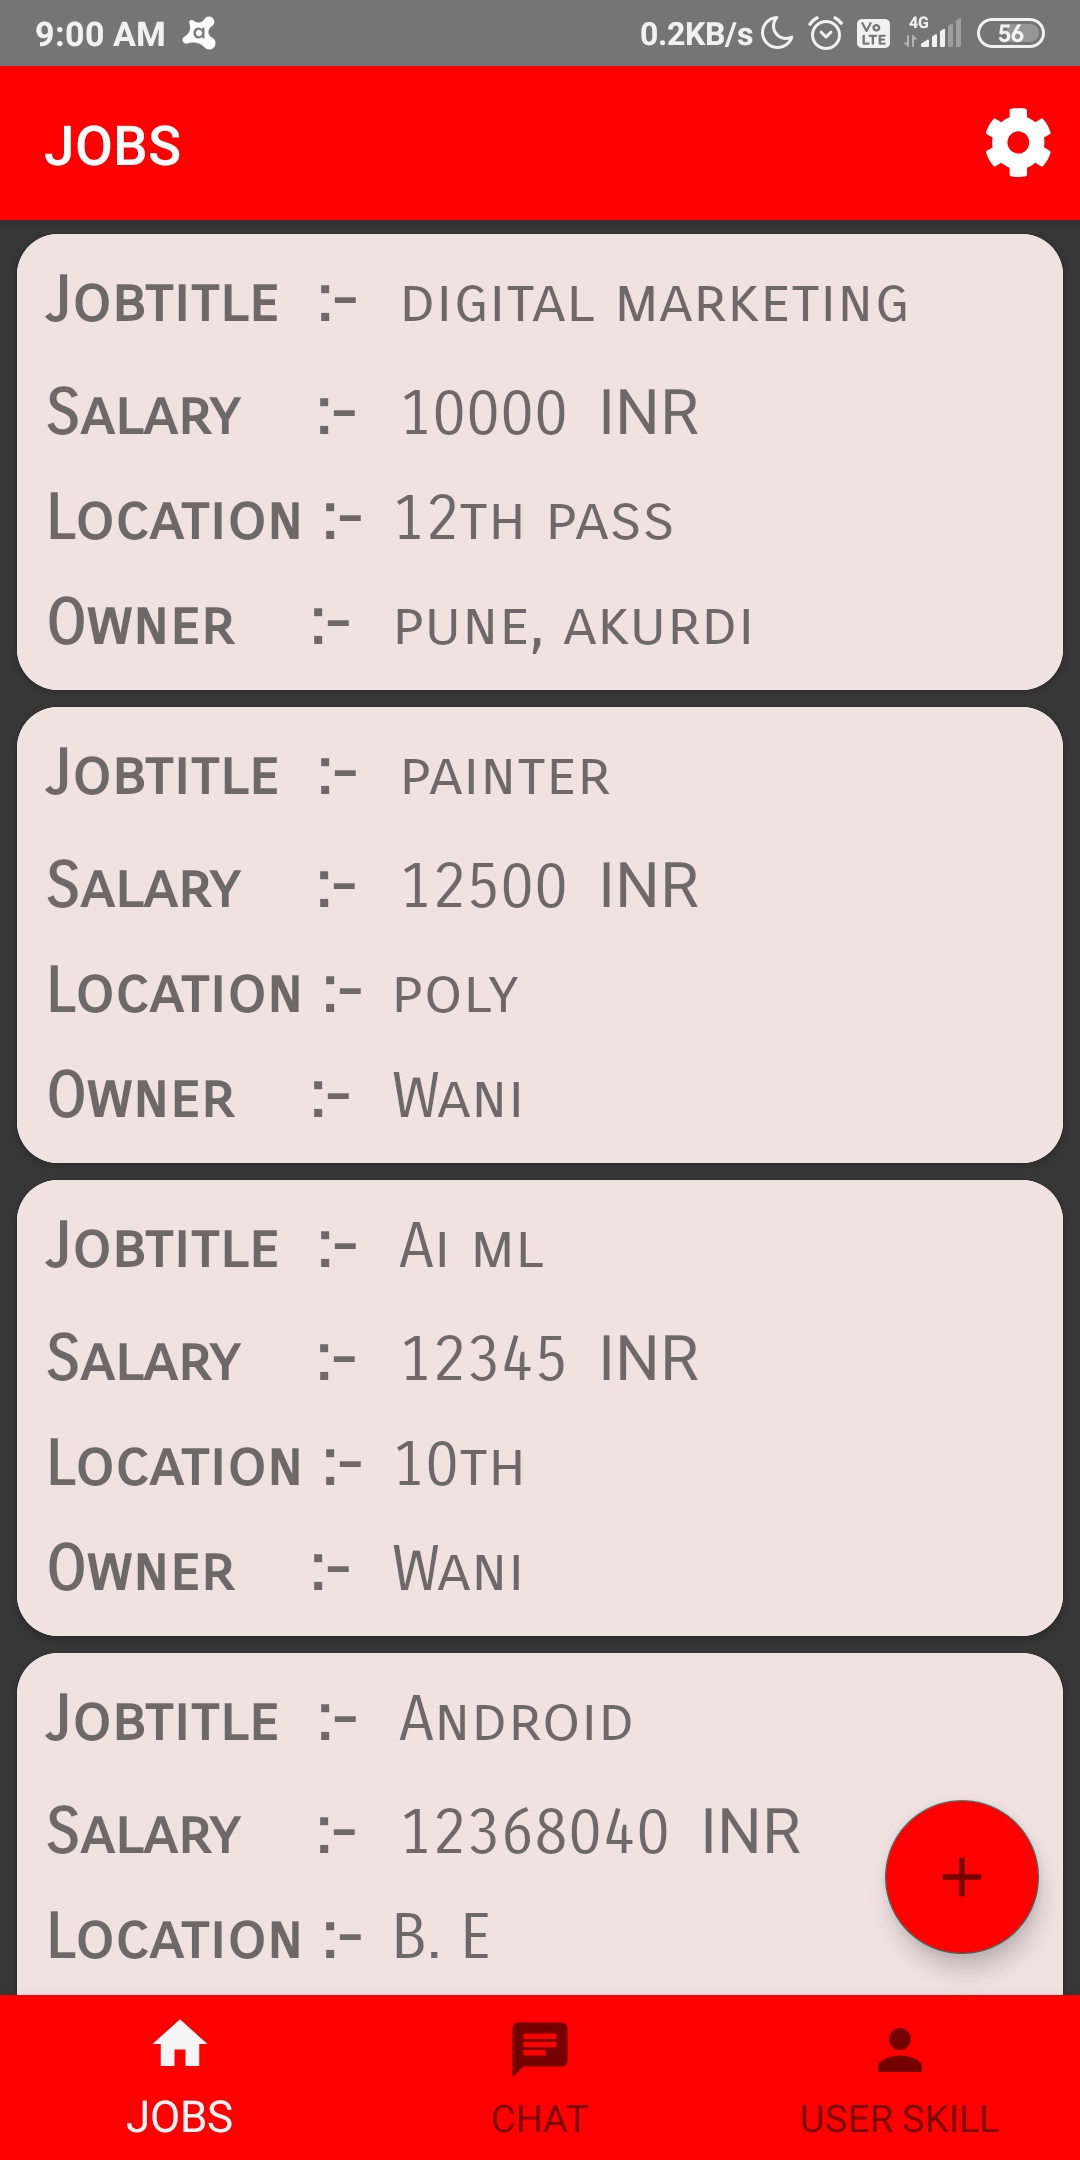 9:00 AM 0.2KB/s Vo LTE 4G 56
JOBS
Jobtitle :- digital marketing
Salary :- 10000 INR
Location :- 12th pass
Owner :- pune, akurdi
Jobtitle :- painter
Salary :- 12500 INR
Location :- poly
Owner :- Wani
Jobtitle :- Ai ml
Salary :- 12345 INR
Location :- 10th
Owner :- Wani
Jobtitle :- Android
Salary :- 12368040 INR
Location :- B. E
JOBS CHAT USER SKILL